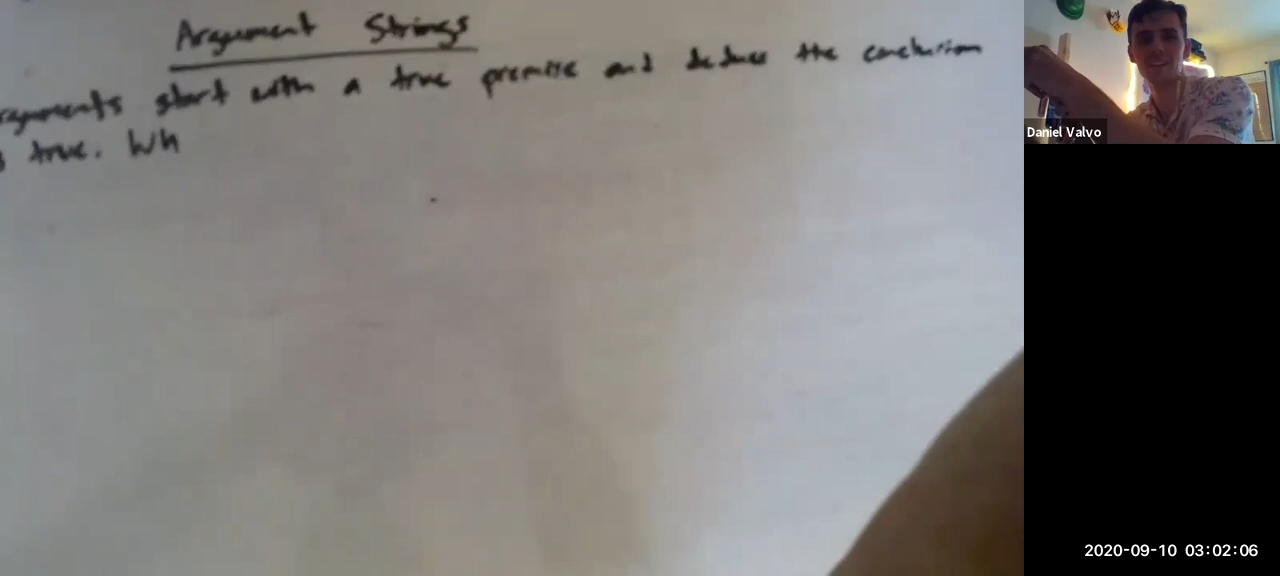 Argument Strings
rguments start with a true premise and deduce the conclusion
s true. Wh
Daniel Valvo
2020-09-10 03:02:06